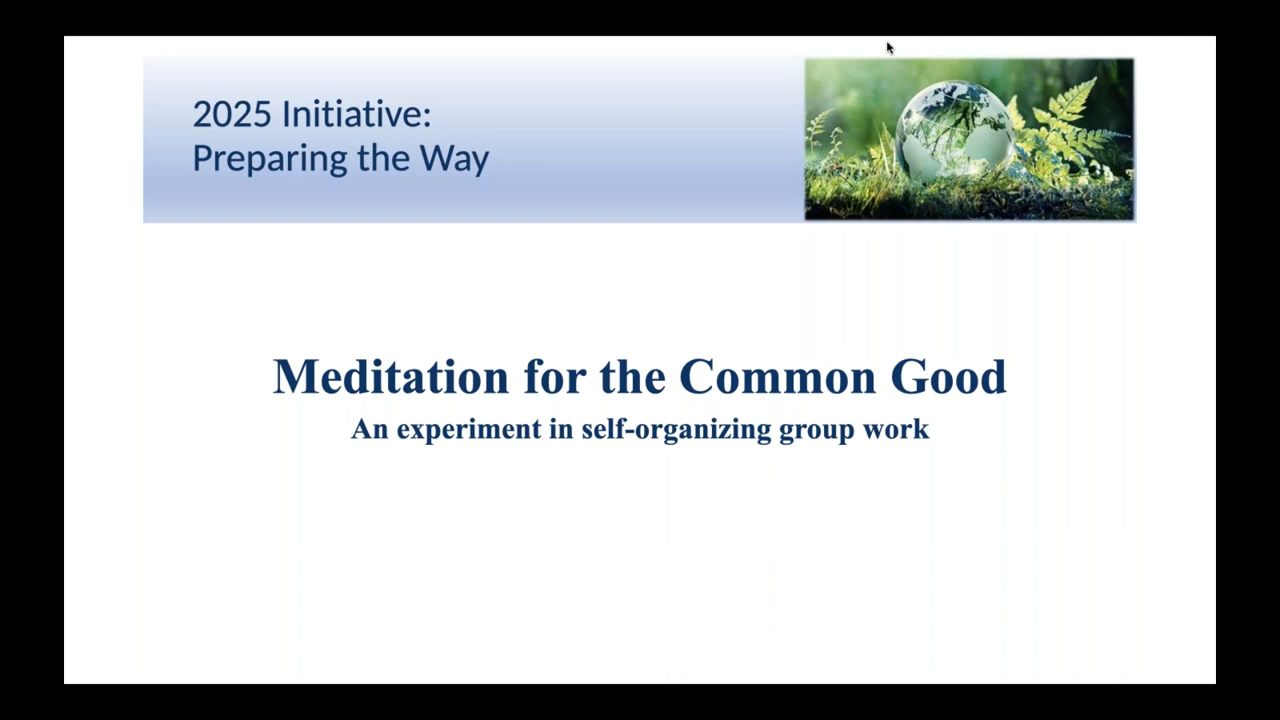 2025 Initiative:
Preparing the Way
Meditation for the Common Good
An experiment in self-organizing group work